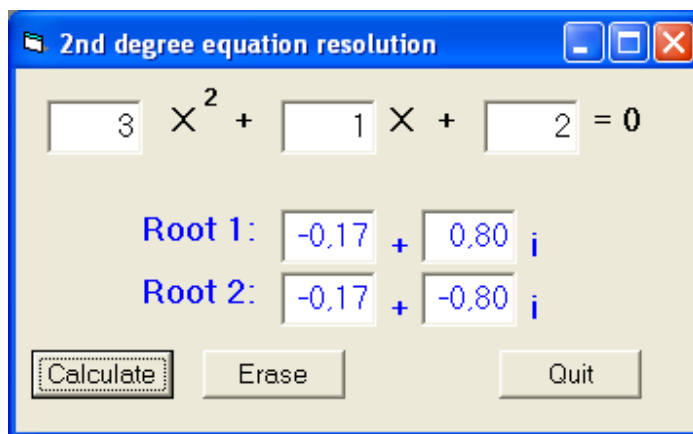 2nd degree equation resolution
3 X² + 1 X + 2 = 0
Root 1: -0,17 + 0,80 i
Root 2: -0,17 + -0,80 i
Calculate Erase Quit